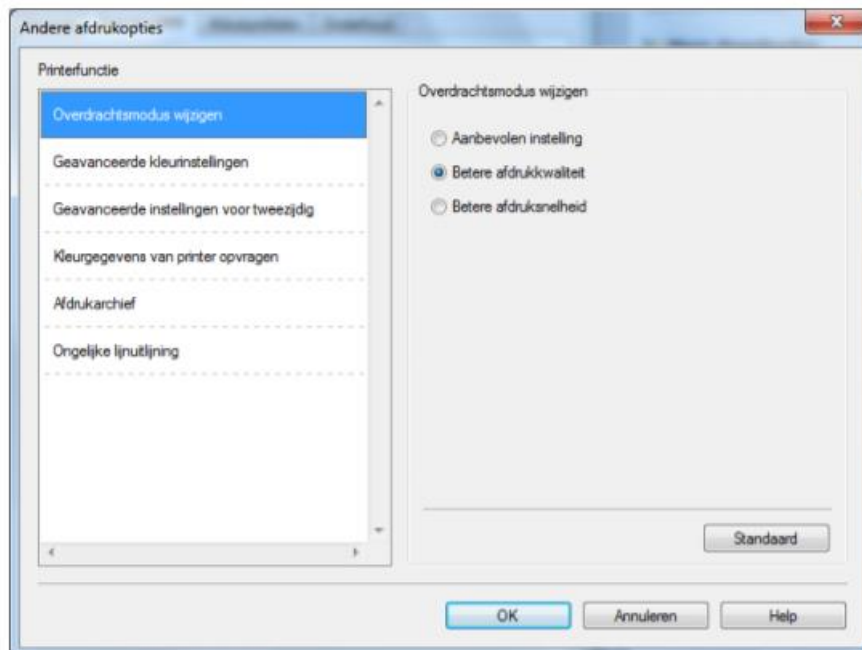 Andere afdrukopties
Printerfunctie
Overdrachtsmodus wijzigen
Geavanceerde kleurinstellingen
Geavanceerde instellingen voor tweezijdig
Kleurgegevens van printer opvragen
Afdrukarchief
Ongelijke lijnuitlijning
Overdrachtsmodus wijzigen
Aanbevolen instelling
Betere afdrukkwaliteit
Betere afdruksnelheid
Standaard
OK
Annuleren
Help